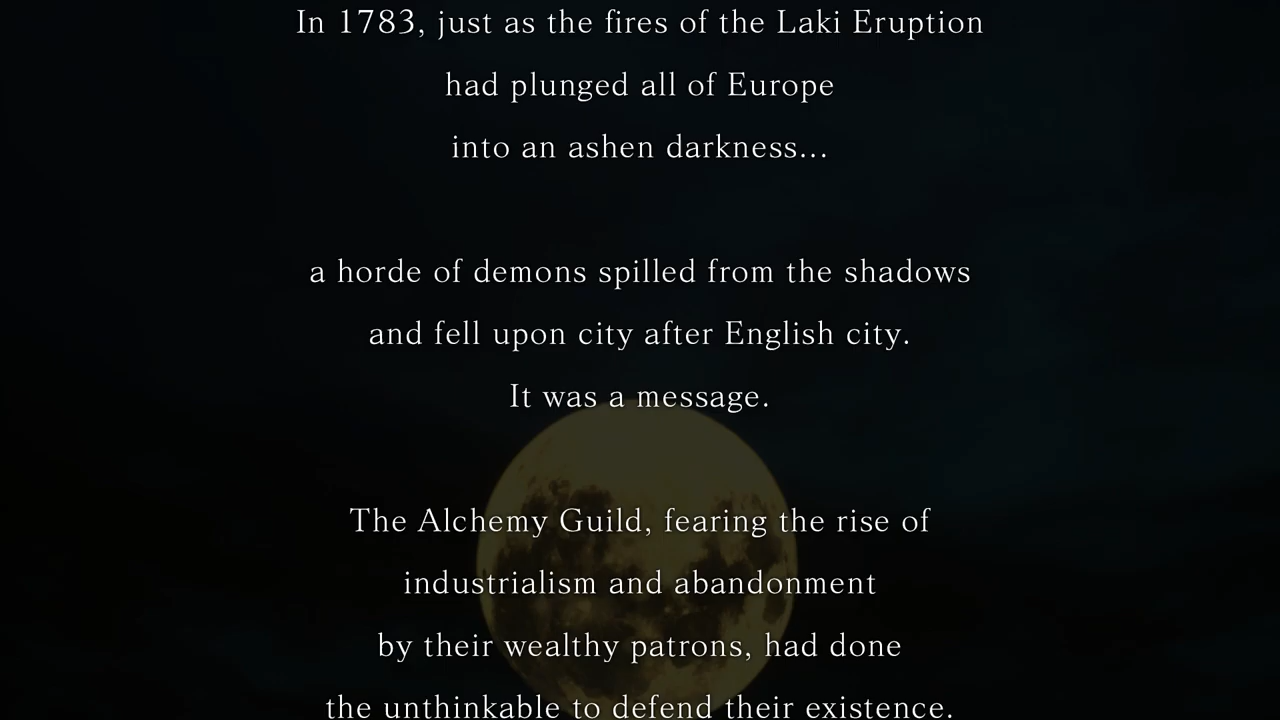 In 1783, just as the fires of the Laki Eruption
had plunged all of Europe
into an ashen darkness...
a horde of demons spilled from the shadows
and fell upon city after English city.
It was a message.
The Alchemy Guild, fearing the rise of
industrialism and abandonment
by their wealthy patrons, had done
the unthinkable to defend their existence.